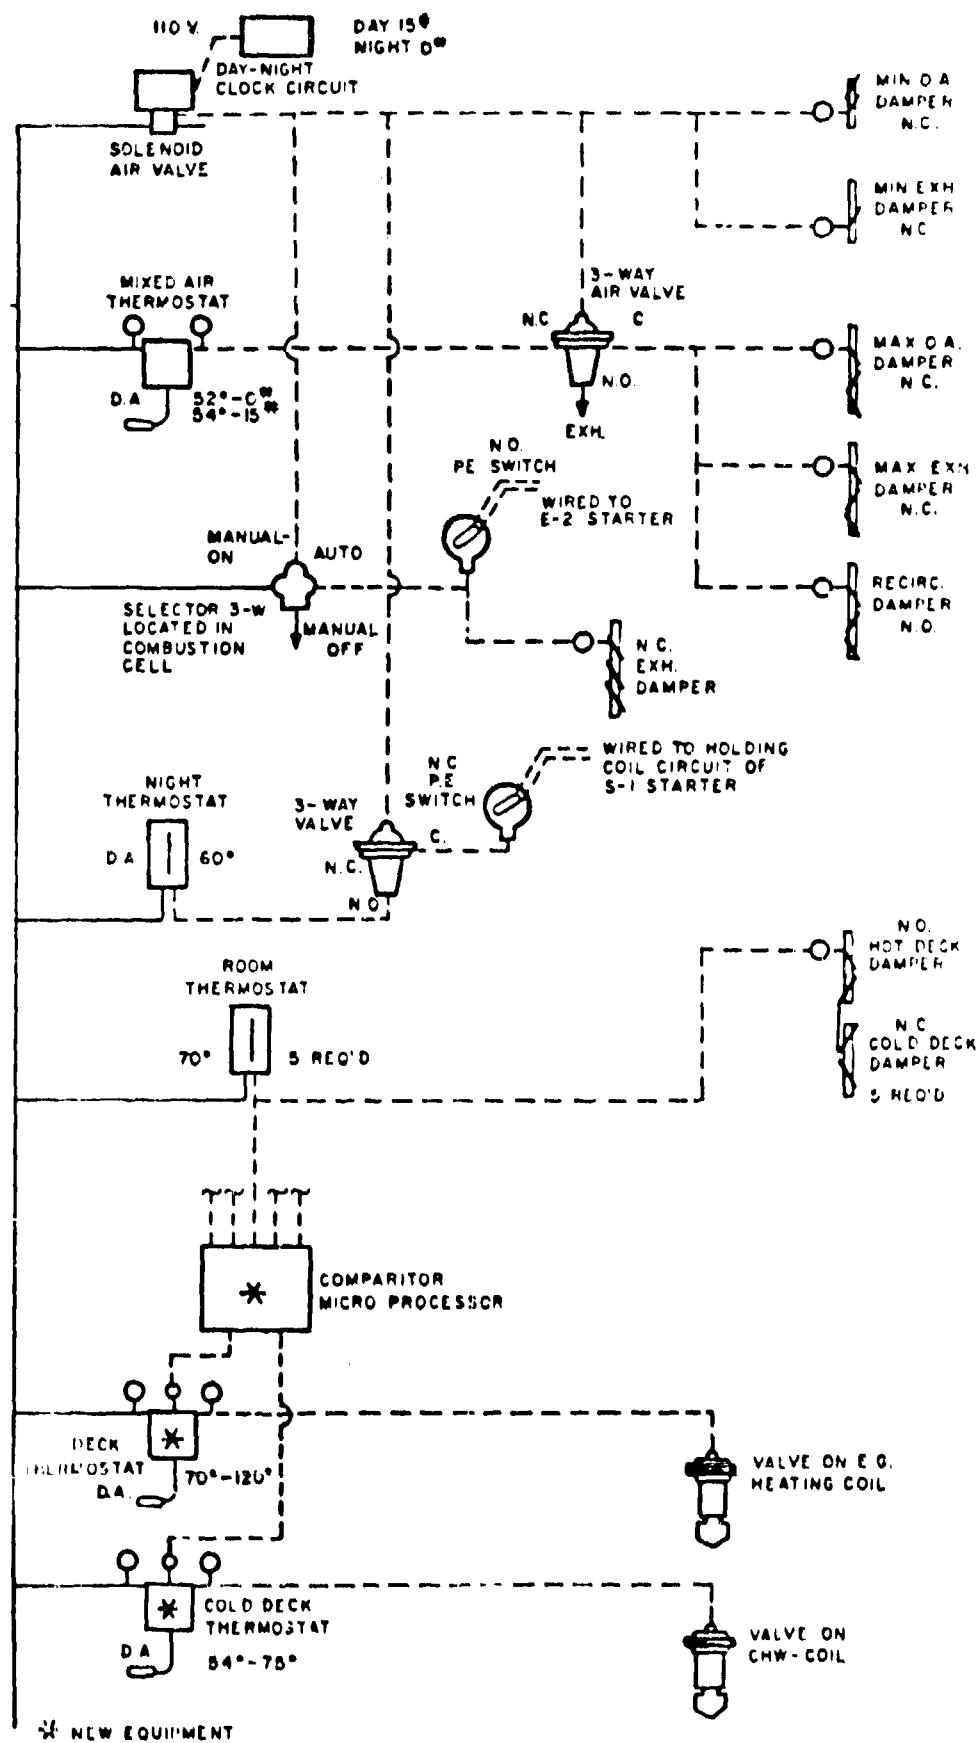 110 V.
DAY 15#
NIGHT 0#
DAY-NIGHT
CLOCK CIRCUIT
SOLENOID
AIR VALVE
MIN O.A.
DAMPER
N.C.
MIN EXH
DAMPER
NC
MIXED AIR
THERMOSTAT
D.A
52°-0#
54°-15#
3-WAY
AIR VALVE
N.C
C
N.O.
EXH.
MAX O.A.
DAMPER
N.C.
MAX EXH
DAMPER
N.C.
RECIRC.
DAMPER
N.O.
N O.
PE SWITCH
WIRED TO
E-2 STARTER
MANUAL-
ON
AUTO
SELECTOR 3-W
LOCATED IN
COMBUSTION
CELL
MANUAL
OFF
N.C.
EXH.
DAMPER
WIRED TO HOLDING
COIL CIRCUIT OF
S-1 STARTER
N C
P.E
SWITCH
NIGHT
THERMOSTAT
D A
60°
3-WAY
VALVE
C.
N.C.
N O
ROOM
THERMOSTAT
70°
5 REQ'D
N O.
HOT DECK
DAMPER
N.C
COLD DECK
DAMPER
5 REQ'D
COMPARITOR
MICRO PROCESSOR
DECK
THERMOSTAT
D.A.
70°-120°
VALVE ON E G.
HEATING COIL
COLD DECK
THERMOSTAT
D A
54°-75°
VALVE ON
CHW-COIL
* NEW EQUIPMENT